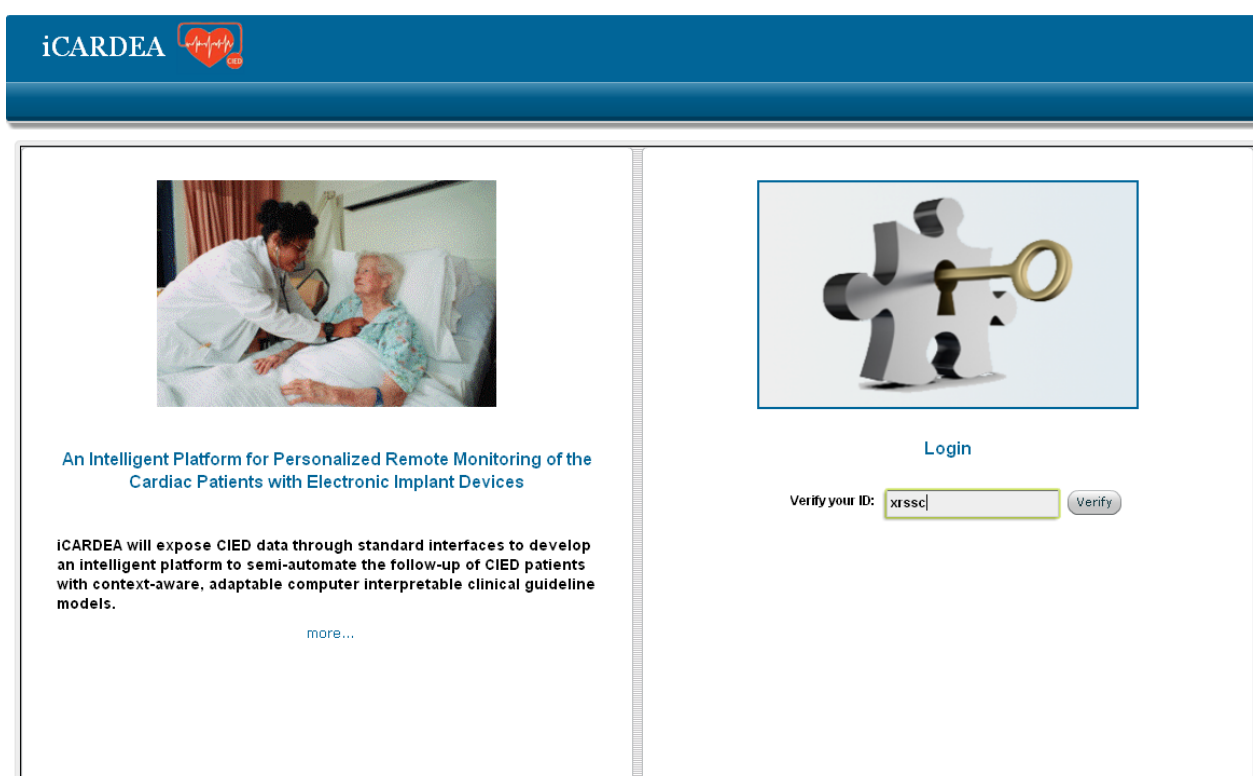 iCARDEA
CIED
An Intelligent Platform for Personalized Remote Monitoring of the
Cardiac Patients with Electronic Implant Devices
iCARDEA will expose CIED data through standard interfaces to develop
an intelligent platform to semi-automate the follow-up of CIED patients
with context-aware, adaptable computer interpretable clinical guideline
models.
more...
Login
Verify your ID: xrssc Verify